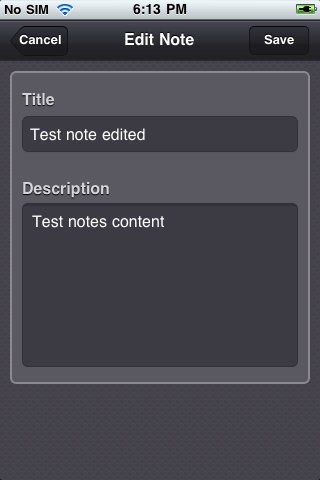 No SIM 6:13 PM
Cancel Edit Note Save
Title
Test note edited
Description
Test notes content